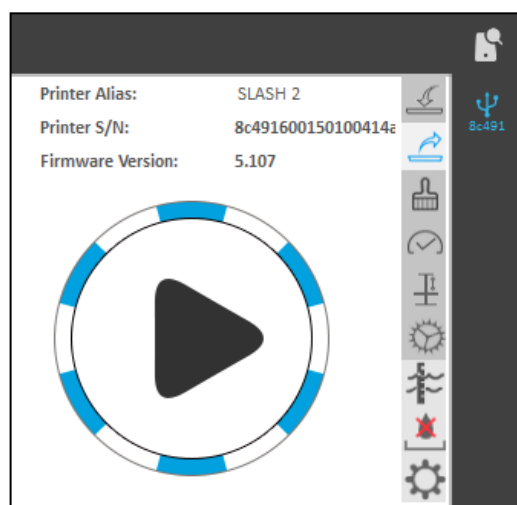 Printer Alias: SLASH 2
Printer S/N: 8c491600150100414a
8c491
Firmware Version: 5.107